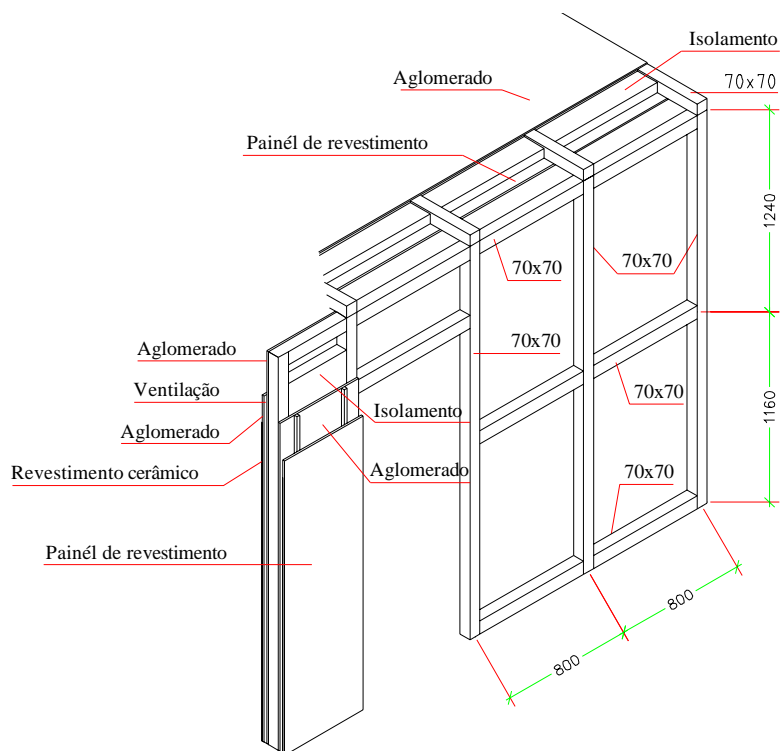 Isolamento
Aglomerado
70x70
Painél de revestimento
1240
70x70
70x70
70x70
Aglomerado
Ventilação
Aglomerado
Isolamento
70x70
1160
Revestimento cerâmico
Aglomerado
70x70
Painél de revestimento
800
800